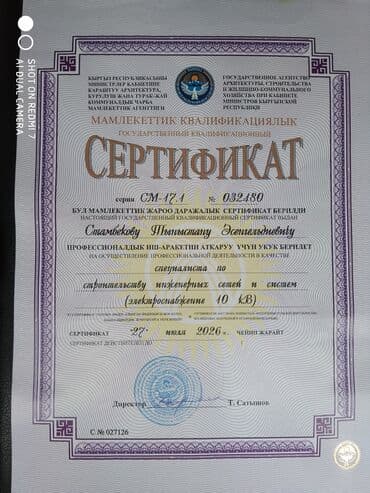 КЫРГЫЗ РЕСПУБЛИКАСЫНЫН
МИНИСТРЛЕР КАБИНЕТИНЕ
КАРАШТУУ АРХИТЕКТУРА,
КУРУЛУШ ЖАНА ТУРАК-ЖАЙ
КОММУНАЛДЫК ЧАРБА
МАМЛЕКЕТТИК АГЕНТТИГИ
ГОСУДАРСТВЕННОЕ АГЕНТСТВО
АРХИТЕКТУРЫ, СТРОИТЕЛЬСТВА
И ЖИЛИЩНО-КОММУНАЛЬНОГО
ХОЗЯЙСТВА ПРИ КАБИНЕТЕ
МИНИСТРОВ КЫРГЫЗСКОЙ
РЕСПУБЛИКИ
МАМЛЕКЕТТИК КВАЛИФИКАЦИЯЛЫК
ГОСУДАРСТВЕННЫЙ КВАЛИФИКАЦИОННЫЙ
СЕРТИФИКАТ
серия СМ-17.1 № 032480
БУЛ МАМЛЕКЕТТИК ЖАРОО ДАРАЖАЛЫК СЕРТИФИКАТ БЕРИЛДИ
НАСТОЯЩИЙ ГОСУДАРСТВЕННЫЙ КВАЛИФИКАЦИОННЫЙ СЕРТИФИКАТ ВЫДАН
Стамбекову Тыныстану Эсенгелдиевичу
ПРОФЕССИОНАЛДЫК ИШ-АРАКЕТИН АТКАРУУ ҮЧҮН УКУК БЕРИЛЕТ
НА ОСУЩЕСТВЛЕНИЕ ПРОФЕССИОНАЛЬНОЙ ДЕЯТЕЛЬНОСТИ В КАЧЕСТВЕ
специалиста по
строительству инженерных сетей и систем
(электроснабжение 10 кВ)
СЕРТИФИКАТ 27 июля 2026 г. ЧЕЙИН ЖАРАЙТ
СЕРТИФИКАТ ДЕЙСТВИТЕЛЕН ДО
Директор Т. Сатыянов
С № 027126
SHOT ON REDMI 7
AI DUAL CAMERA